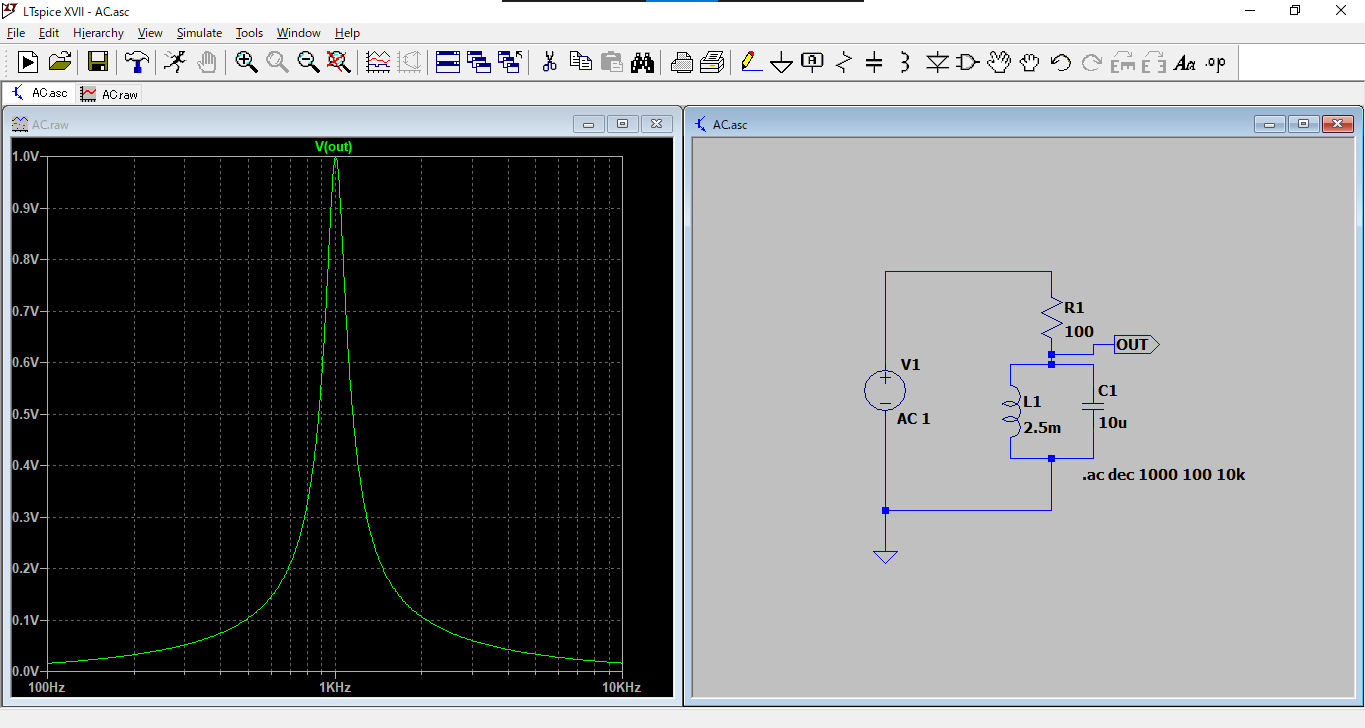 LTspice XVII - AC.asc
File Edit Hierarchy View Simulate Tools Window Help
A Aa .op
AC.asc AC.raw
AC.raw
V(out)
1.0V
0.9V
0.8V
0.7V
0.6V
0.5V
0.4V
0.3V
0.2V
0.1V
0.0V
100Hz 1KHz 10KHz
AC.asc
R1
100
OUT
V1
AC 1
L1
2.5m
C1
10u
.ac dec 1000 100 10k